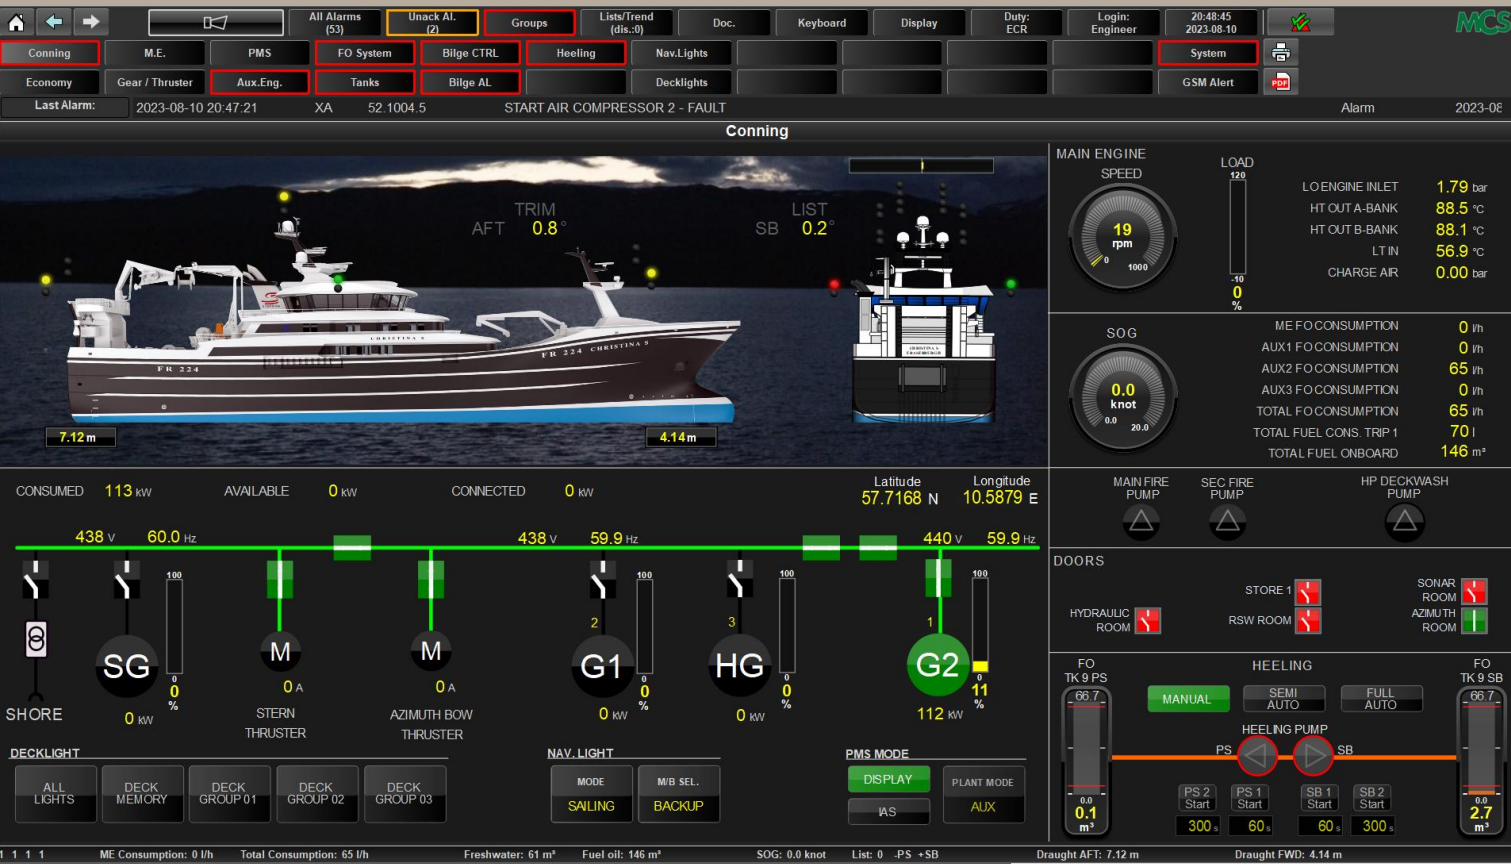 All Alarms
(53)
Unack Al.
(2)
Groups
Lists/Trend
(dis.:0)
Doc.
Keyboard
Display
Duty:
ECR
Login:
Engineer
20:48:45
2023-08-10
MCS
Conning
M.E.
PMS
FO System
Bilge CTRL
Heeling
Nav.Lights
System
Economy
Gear / Thruster
Aux.Eng.
Tanks
Bilge AL
Decklights
GSM Alert
PDF
Last Alarm:
2023-08-10 20:47:21 XA 52.1004.5 START AIR COMPRESSOR 2 - FAULT Alarm 2023-08
Conning
TRIM
AFT 0.8°
LIST
SB 0.2°
CHRISTINA S
FR 224 CHRISTINA S
FR 224
CHRISTINA S
7.12 m
4.14 m
MAIN ENGINE
SPEED
19
rpm
0
1000
LOAD
120
-10
0
%
LO ENGINE INLET 1.79 bar
HT OUT A-BANK 88.5 °C
HT OUT B-BANK 88.1 °C
LT IN 56.9 °C
CHARGE AIR 0.00 bar
SOG
0.0
knot
0.0
20.0
ME FO CONSUMPTION 0 l/h
AUX1 FO CONSUMPTION 0 l/h
AUX2 FO CONSUMPTION 65 l/h
AUX3 FO CONSUMPTION 0 l/h
TOTAL FO CONSUMPTION 65 l/h
TOTAL FUEL CONS. TRIP 1 70 l
TOTAL FUEL ONBOARD 146 m³
CONSUMED 113 kW
AVAILABLE 0 kW
CONNECTED 0 kW
Latitude
57.7168 N
Longitude
10.5879 E
438 V 60.0 Hz
438 V 59.9 Hz
440 V 59.9 Hz
SHORE
SG
100
0
0
%
0 kW
M
0 A
STERN
THRUSTER
M
0 A
AZIMUTH BOW
THRUSTER
2
G1
100
0
0
%
0 kW
3
HG
100
0
0
%
0 kW
1
G2
100
0
11
%
112 kW
MAIN FIRE
PUMP
SEC FIRE
PUMP
HP DECKWASH
PUMP
DOORS
HYDRAULIC
ROOM
STORE 1
RSW ROOM
SONAR
ROOM
AZIMUTH
ROOM
FO
TK 9 PS
66.7
0.0
0.1
m³
HEELING
MANUAL
SEMI
AUTO
FULL
AUTO
HEELING PUMP
PS
SB
PS 2
Start
300 s
PS 1
Start
60 s
SB 1
Start
60 s
SB 2
Start
300 s
FO
TK 9 SB
66.7
0.0
2.7
m³
DECKLIGHT
ALL
LIGHTS
DECK
MEMORY
DECK
GROUP 01
DECK
GROUP 02
DECK
GROUP 03
NAV. LIGHT
MODE
SAILING
M/B SEL.
BACKUP
PMS MODE
DISPLAY
IAS
PLANT MODE
AUX
1 1 1 1 ME Consumption: 0 l/h Total Consumption: 65 l/h Freshwater: 61 m³ Fuel oil: 146 m³ SOG: 0.0 knot List: 0 -PS +SB Draught AFT: 7.12 m Draught FWD: 4.14 m